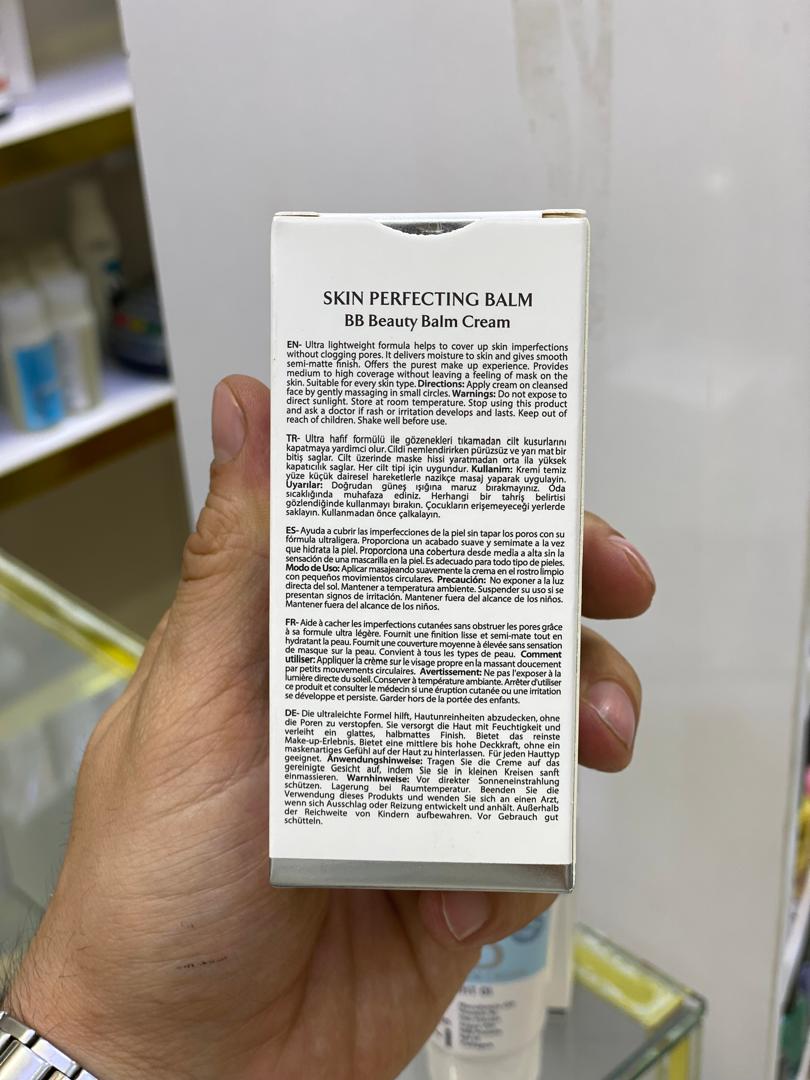 SKIN PERFECTING BALM
BB Beauty Balm Cream
EN- Ultra lightweight formula helps to cover up skin imperfections
without clogging pores. It delivers moisture to skin and gives smooth
semi-matte finish. Offers the purest make up experience. Provides
medium to high coverage without leaving a feeling of mask on the
skin. Suitable for every skin type. Directions: Apply cream on cleansed
face by gently massaging in small circles. Warnings: Do not expose to
direct sunlight. Store at room temperature. Stop using this product
and ask a doctor if rash or irritation develops and lasts. Keep out of
reach of children. Shake well before use.
TR- Ultra hafif formülü ile gözenekleri tıkamadan cilt kusurlarını
kapatmaya yardimci olur. Cildi nemlendirirken pürüzsüz ve yarı mat bir
bitiş saglar. Cilt üzerinde maske hissi yaratmadan orta ila yüksek
kapatıcılık saglar. Her cilt tipi için uygundur. Kullanim: Kremi temiz
yüze küçük dairesel hareketlerle nazikçe masaj yaparak uygulayin.
Uyarılar: Doğrudan güneş ışığına maruz bırakmayınız. Oda
sıcaklığında muhafaza ediniz. Herhangi bir tahriş belirtisi
gözlendiğinde kullanmayı bırakın. Çocukların erişemeyeceği yerlerde
saklayın. Kullanmadan önce çalkalayın.
ES- Ayuda a cubrir las imperfecciones de la piel sin tapar los poros con su
fórmula ultraligera. Proporciona un acabado suave y semimate a la vez
que hidrata la piel. Proporciona una cobertura desde media a alta sin la
sensación de una mascarilla en la piel. Es adecuado para todo tipo de pieles.
Modo de Uso: Aplicar masajeando suavemente la crema en el rostro limpio
con pequeños movimientos circulares. Precaución: No exponer a la luz
directa del sol. Mantener a temperatura ambiente. Suspender su uso si se
presentan signos de irritación. Mantener fuera del alcance de los niños.
Mantener fuera del alcance de los niños.
FR- Aide à cacher les imperfections cutanées sans obstruer les pores grâce
à sa formule ultra légère. Fournit une finition lisse et semi-mate tout en
hydratant la peau. Fournit une couverture moyenne à élevée sans sensation
de masque sur la peau. Convient à tous les types de peau. Comment
utiliser: Appliquer la crème sur le visage propre en la massant doucement
par petits mouvements circulaires. Avertissement: Ne pas l'exposer à la
lumière directe du soleil. Conserver à température ambiante. Arrêter d'utiliser
ce produit et consulter le médecin si une éruption cutanée ou une irritation
se développe et persiste. Garder hors de la portée des enfants.
DE- Die ultraleichte Formel hilft, Hautunreinheiten abzudecken, ohne
die Poren zu verstopfen. Sie versorgt die Haut mit Feuchtigkeit und
verleiht ein glattes, halbmattes Finish. Bietet das reinste
Make-up-Erlebnis. Bietet eine mittlere bis hohe Deckkraft, ohne ein
maskenartiges Gefühl auf der Haut zu hinterlassen. Für jeden Hauttyp
geeignet. Anwendungshinweise: Tragen Sie die Creme auf das
gereinigte Gesicht auf, indem Sie sie in kleinen Kreisen sanft
einmassieren. Warnhinweise: Vor direkter Sonneneinstrahlung
schützen. Lagerung bei Raumtemperatur. Beenden Sie die
Verwendung dieses Produkts und wenden Sie sich an einen Arzt,
wenn sich Ausschlag oder Reizung entwickelt und anhält. Außerhalb
der Reichweite von Kindern aufbewahren. Vor Gebrauch gut
schütteln.